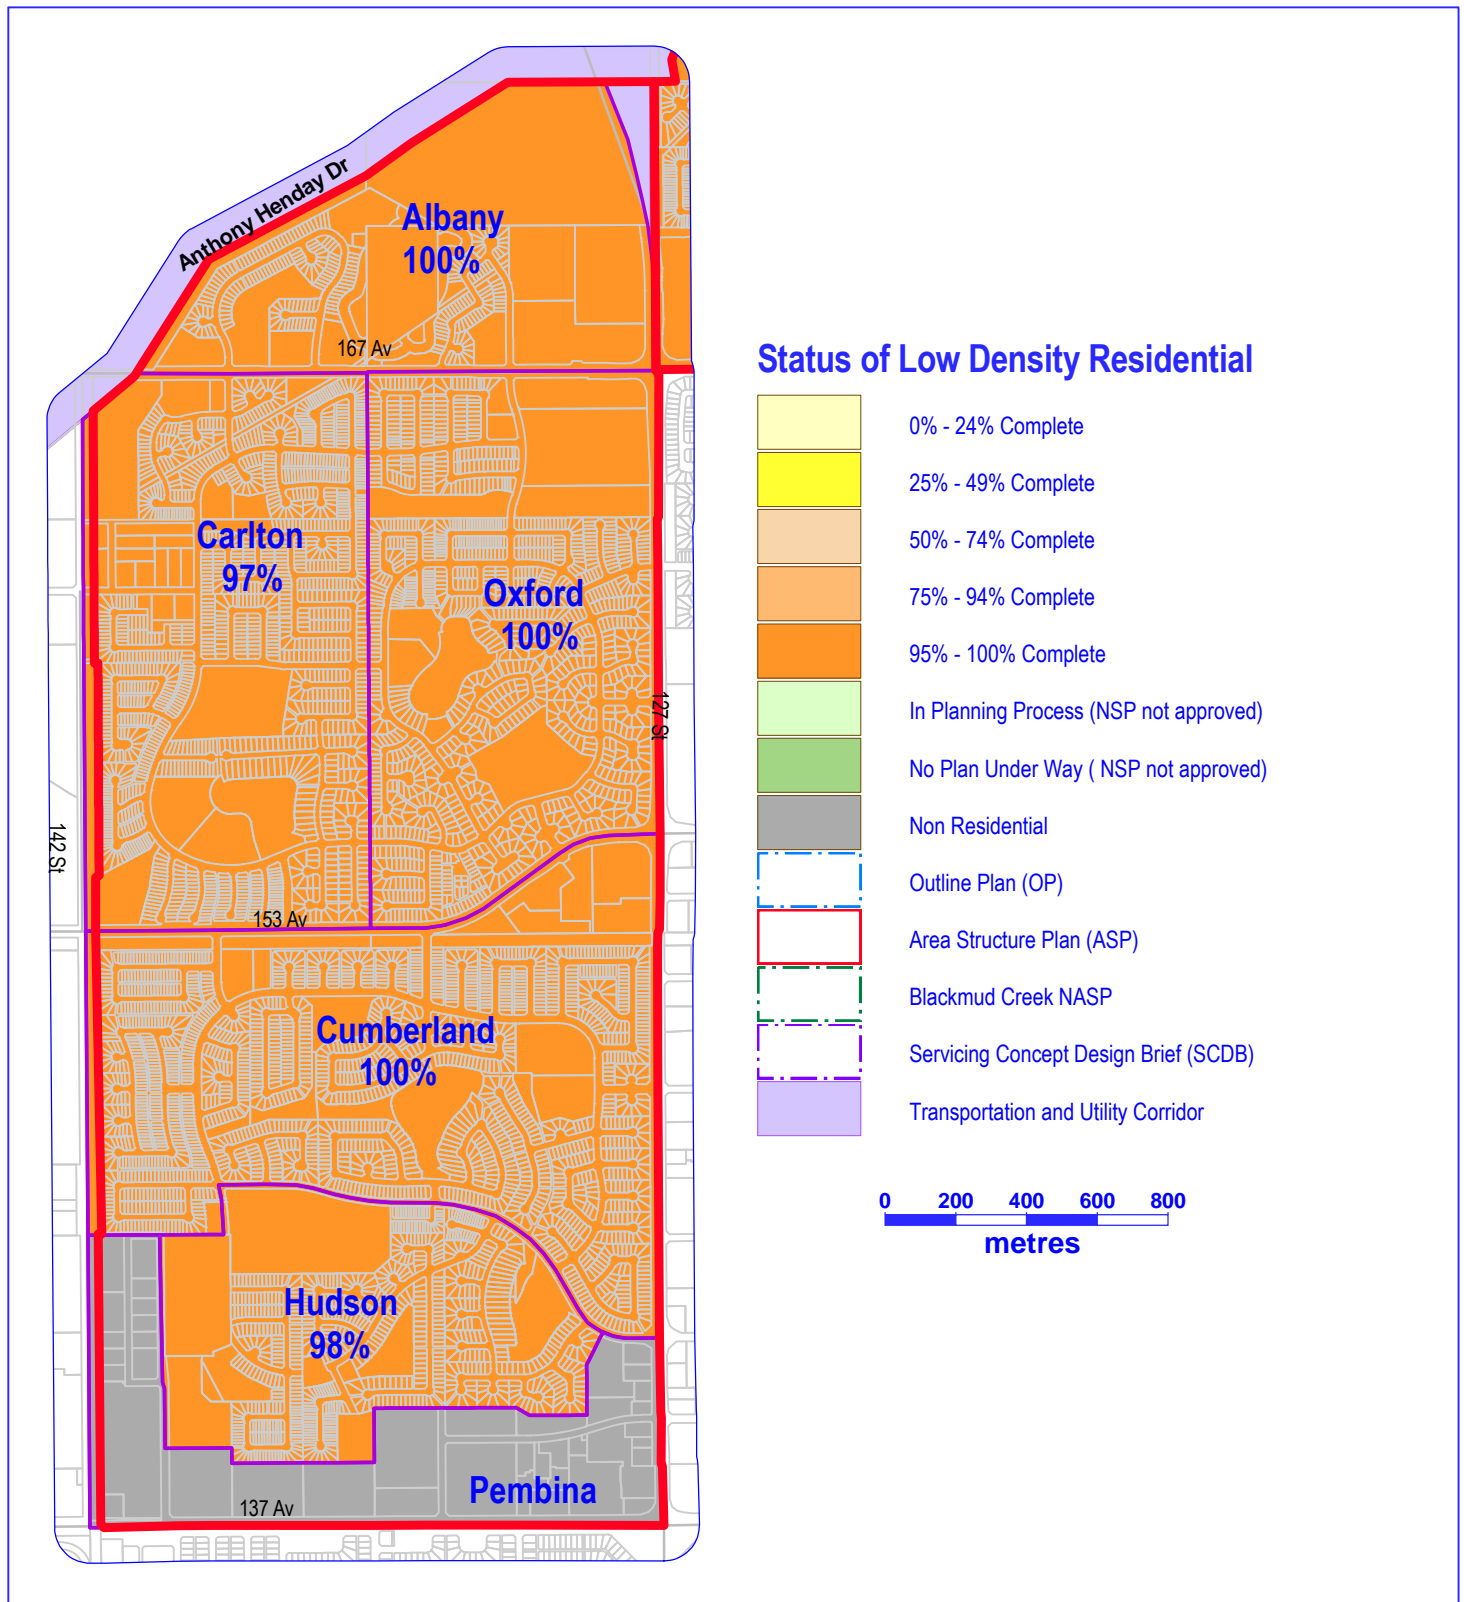 Anthony Henday Dr
Albany
100%
167 Av
Carlton
97%
Oxford
100%
127 St
142 St
153 Av
Cumberland
100%
Hudson
98%
Pembina
137 Av
Status of Low Density Residential
0% - 24% Complete
25% - 49% Complete
50% - 74% Complete
75% - 94% Complete
95% - 100% Complete
In Planning Process (NSP not approved)
No Plan Under Way ( NSP not approved)
Non Residential
Outline Plan (OP)
Area Structure Plan (ASP)
Blackmud Creek NASP
Servicing Concept Design Brief (SCDB)
Transportation and Utility Corridor
0 200 400 600 800
metres